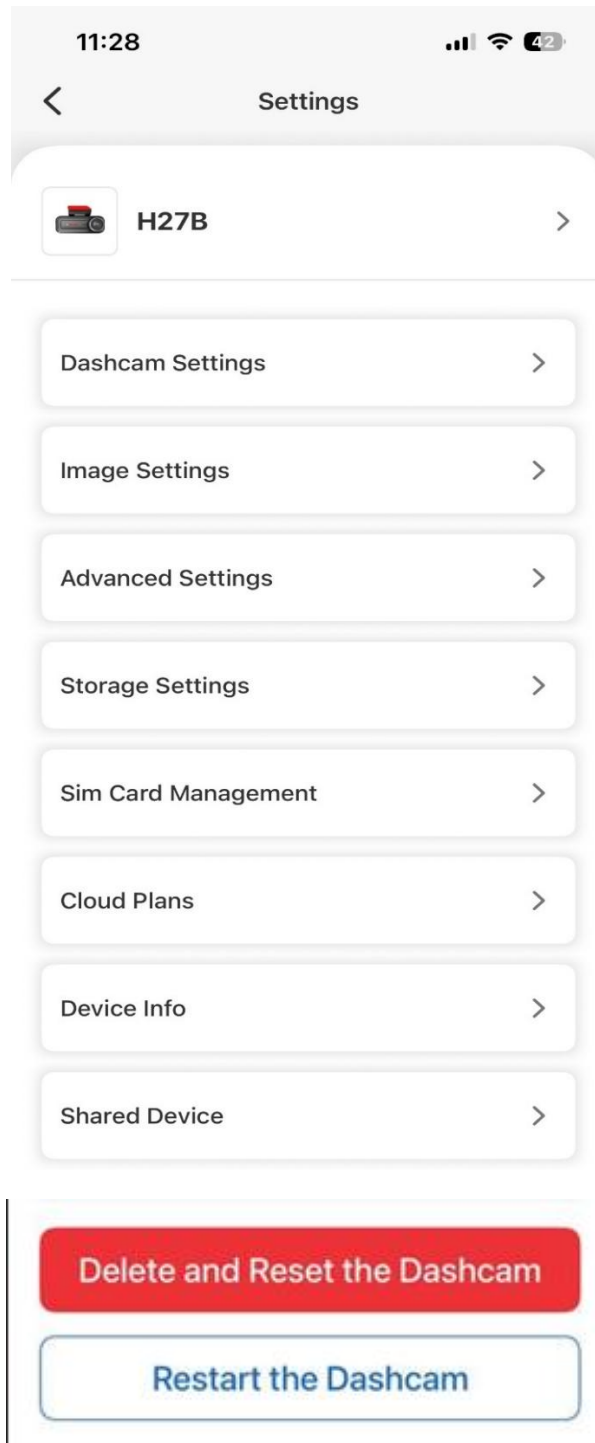 11:28
42
Settings
H27B
Dashcam Settings
Image Settings
Advanced Settings
Storage Settings
Sim Card Management
Cloud Plans
Device Info
Shared Device
Delete and Reset the Dashcam
Restart the Dashcam